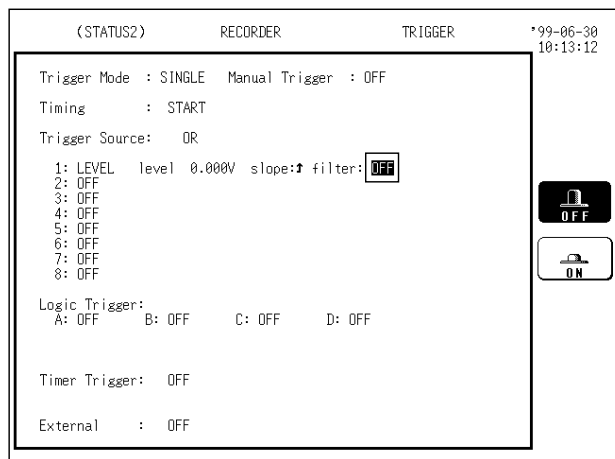 (STATUS2) RECORDER TRIGGER '99-06-30
10:13:12
Trigger Mode : SINGLE Manual Trigger : OFF
Timing : START
Trigger Source: OR
1: LEVEL level 0.000V slope:↑ filter: OFF
2: OFF
3: OFF
4: OFF
5: OFF
6: OFF
7: OFF
8: OFF
OFF
ON
Logic Trigger:
A: OFF B: OFF C: OFF D: OFF
Timer Trigger: OFF
External : OFF